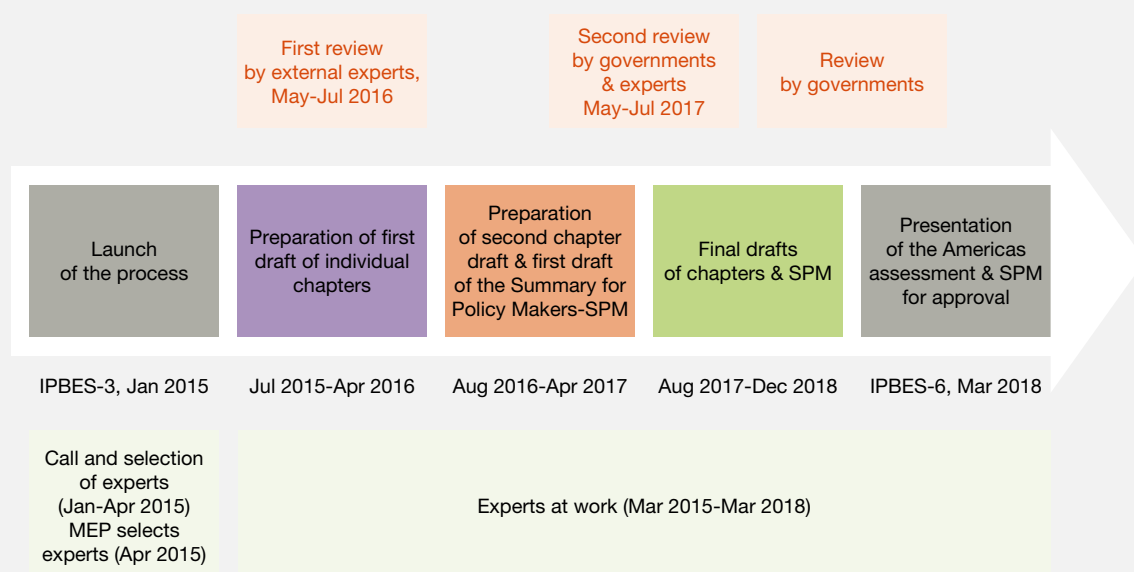 First review
by external experts,
May-Jul 2016
Second review
by governments
& experts
May-Jul 2017
Review
by governments
Launch
of the process
Preparation of first
draft of individual
chapters
Preparation
of second chapter
draft & first draft
of the Summary for
Policy Makers-SPM
Final drafts
of chapters & SPM
Presentation
of the Americas
assessment & SPM
for approval
IPBES-3, Jan 2015
Jul 2015-Apr 2016
Aug 2016-Apr 2017
Aug 2017-Dec 2018
IPBES-6, Mar 2018
Call and selection
of experts
(Jan-Apr 2015)
MEP selects
experts (Apr 2015)
Experts at work (Mar 2015-Mar 2018)